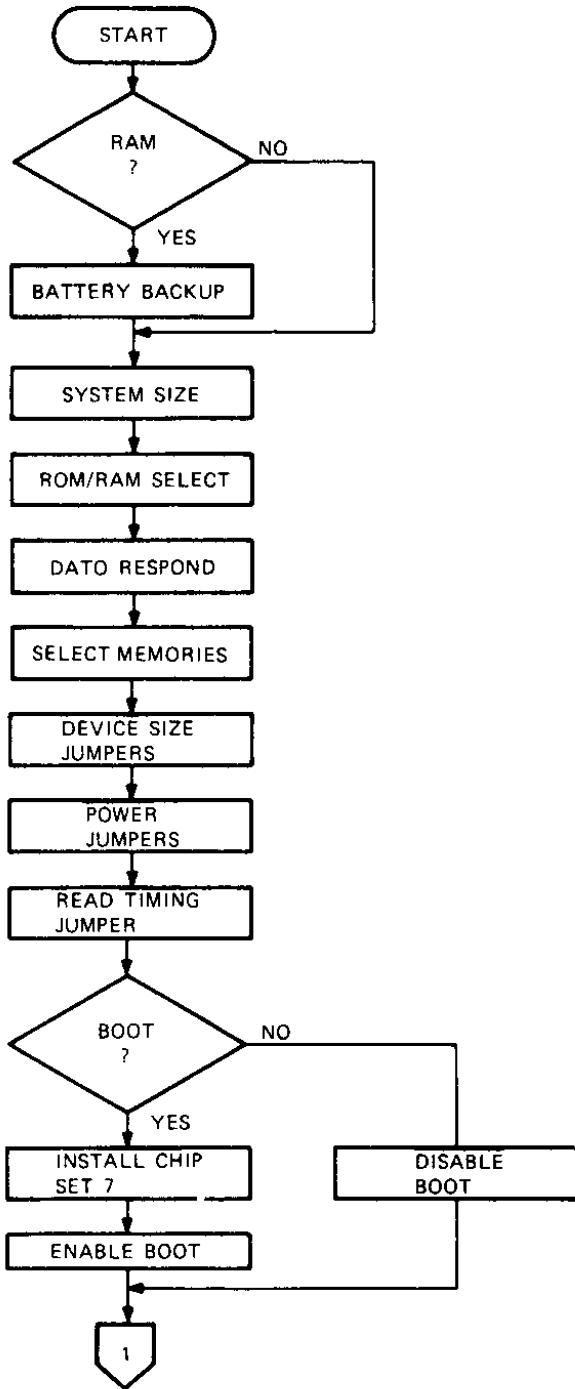 START
RAM
?
NO
YES
BATTERY BACKUP
SYSTEM SIZE
ROM/RAM SELECT
DATO RESPOND
SELECT MEMORIES
DEVICE SIZE
JUMPERS
POWER
JUMPERS
READ TIMING
JUMPER
BOOT
?
NO
YES
INSTALL CHIP
SET 7
DISABLE
BOOT
ENABLE BOOT
1